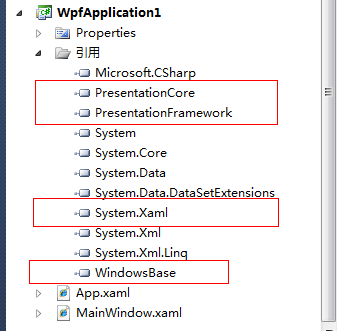 WpfApplication1
Properties
引用
Microsoft.CSharp
PresentationCore
PresentationFramework
System
System.Core
System.Data
System.Data.DataSetExtensions
System.Xaml
System.Xml
System.Xml.Linq
WindowsBase
App.xaml
MainWindow.xaml